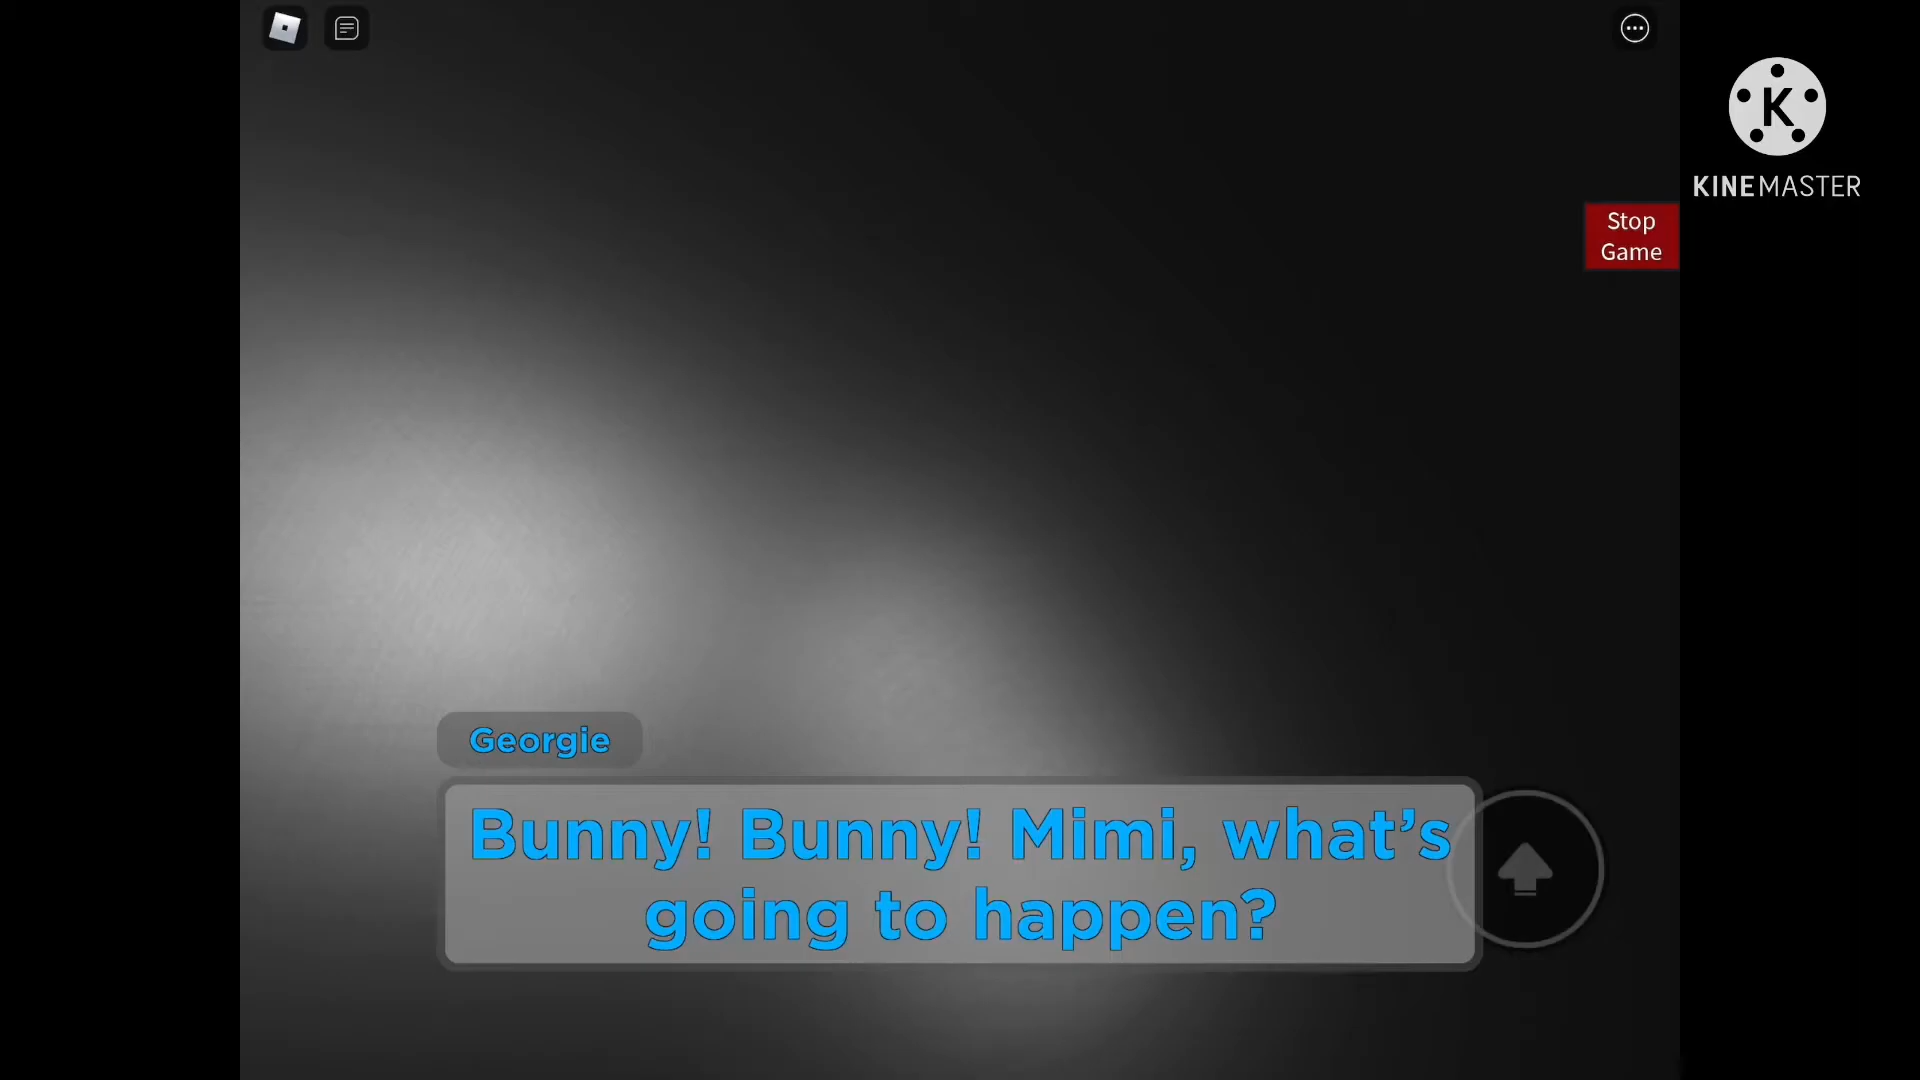 KINEMASTER
Stop
Game
Georgie
Bunny! Bunny! Mimi, what's
going to happen?